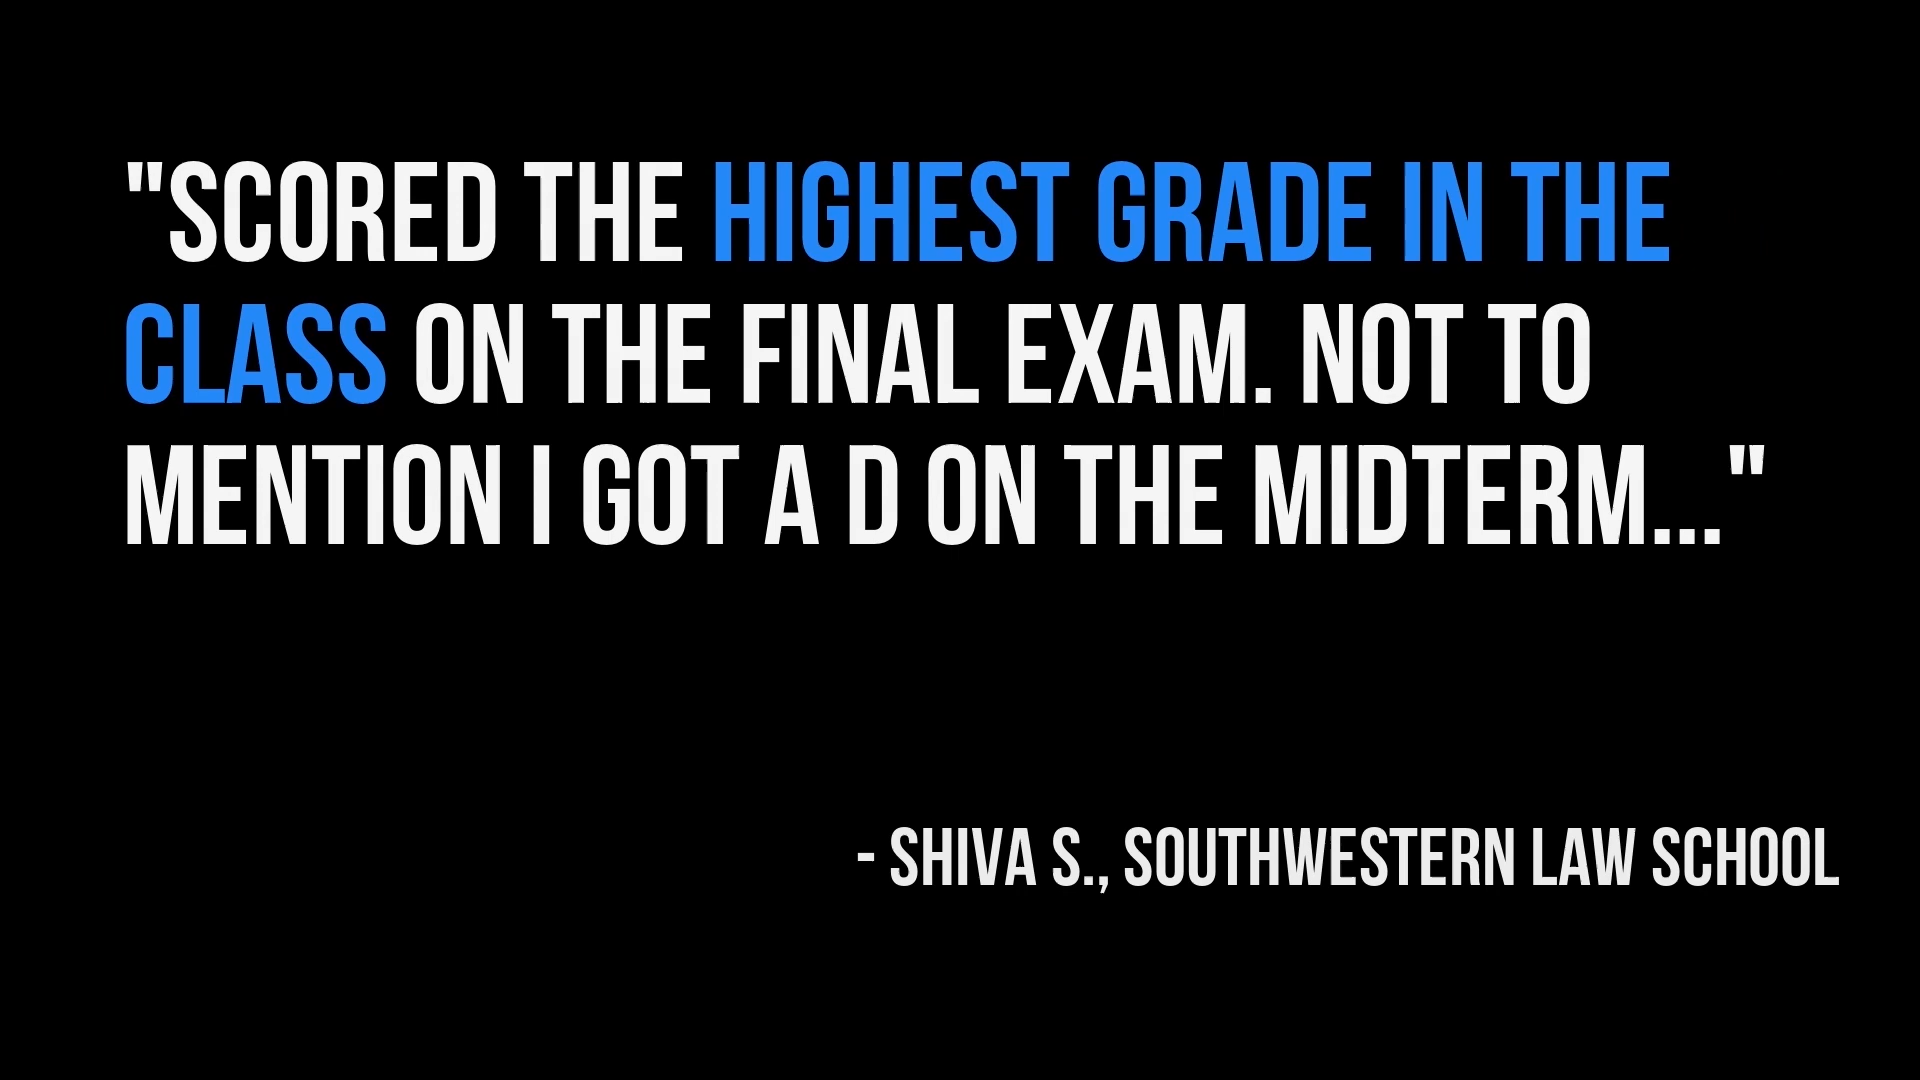 "SCORED THE HIGHEST GRADE IN THE
CLASS ON THE FINAL EXAM. NOT TO
MENTION I GOT A D ON THE MIDTERM..."
- SHIVA S., SOUTHWESTERN LAW SCHOOL